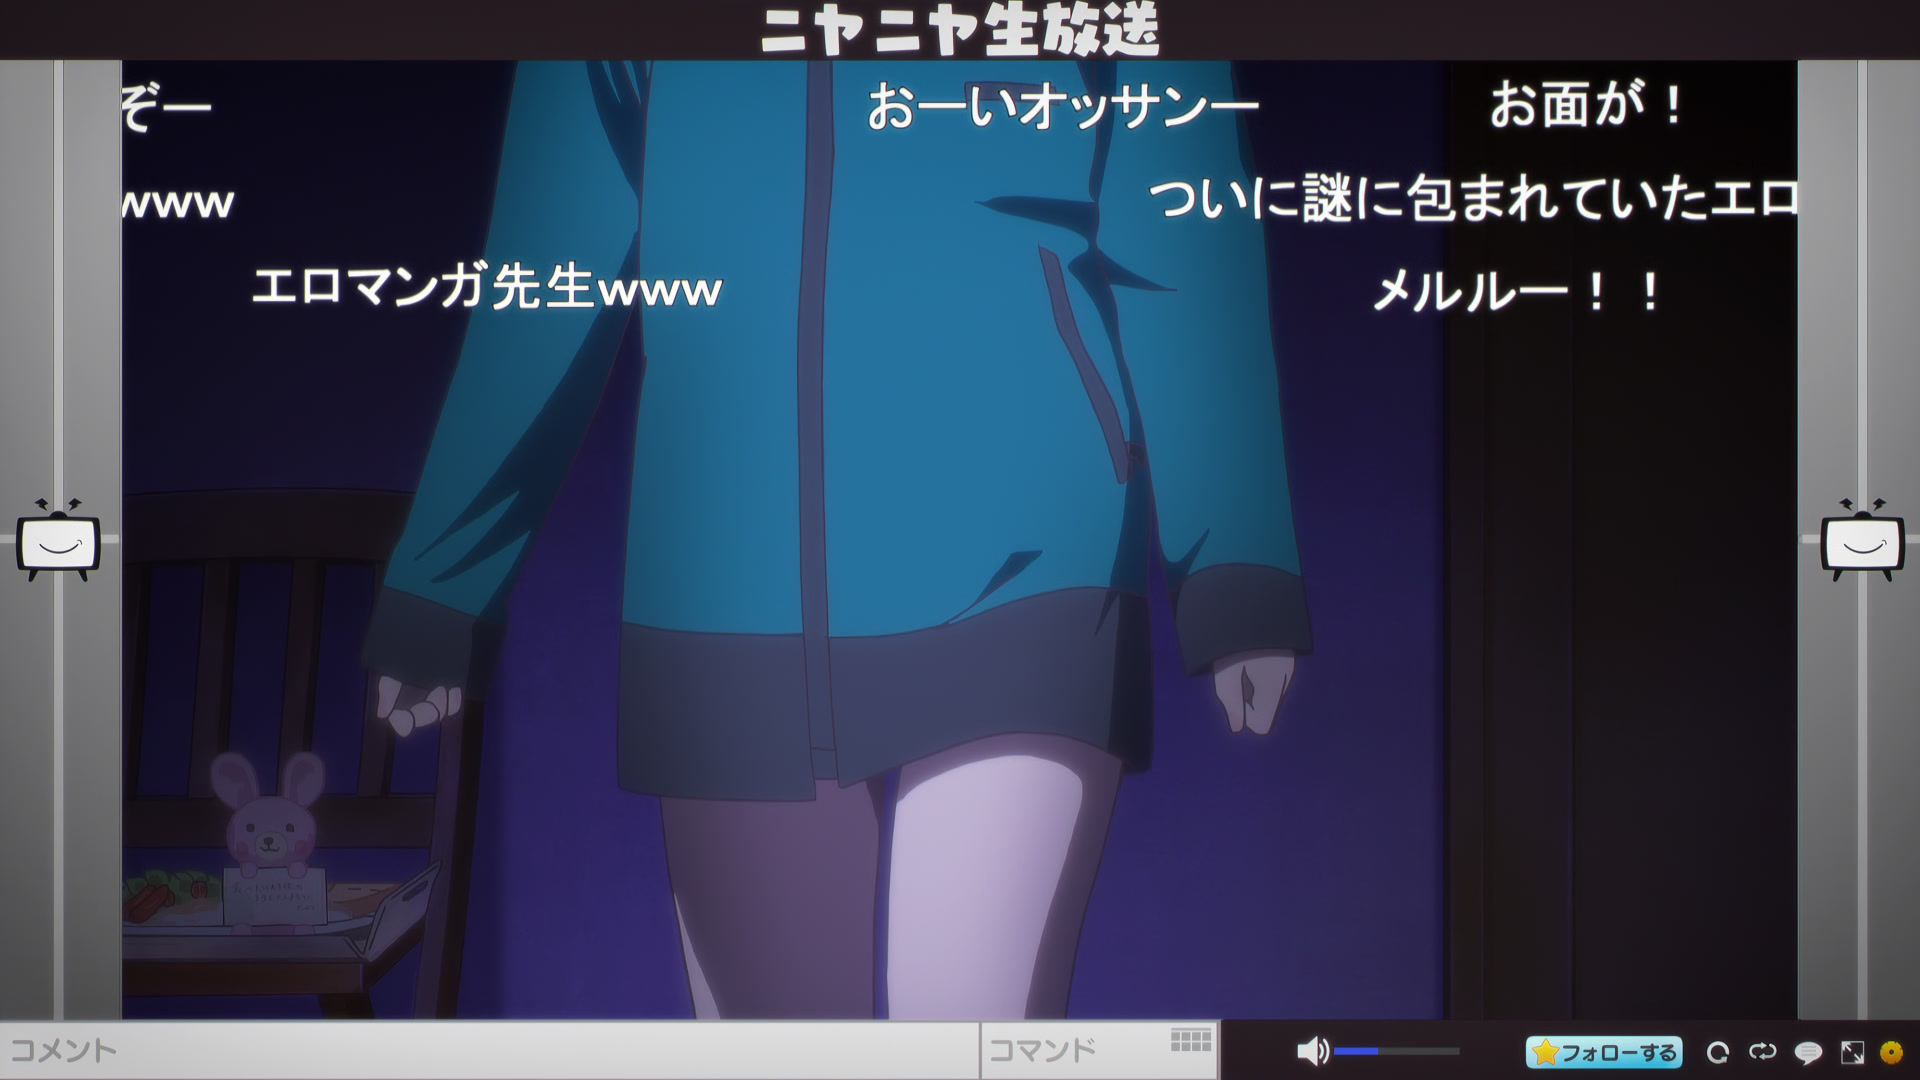 ニヤニヤ生放送
ぞー
おーいオッサンー
お面が！
www
ついに謎に包まれていたエロ
エロマンガ先生www
メルルー！！
コメント
コマンド
フォローする